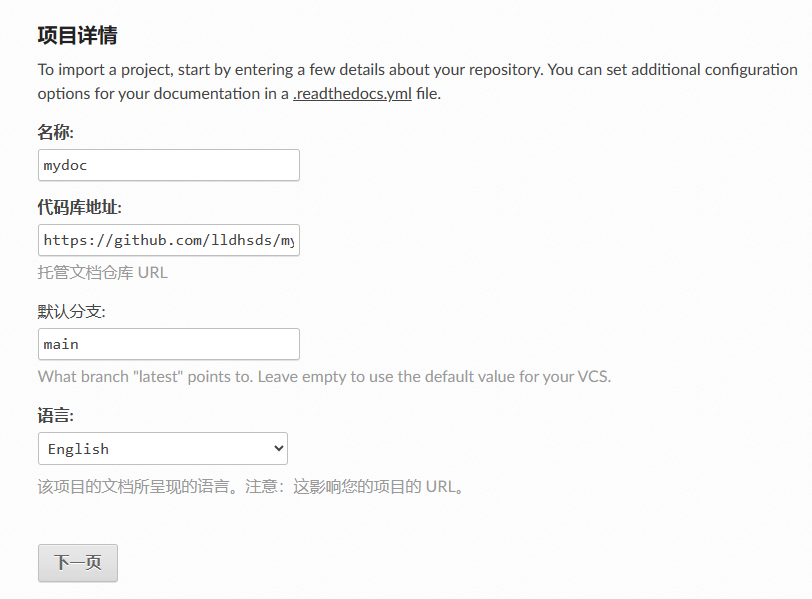 项目详情
To import a project, start by entering a few details about your repository. You can set additional configuration
options for your documentation in a .readthedocs.yml file.
名称:
mydoc
代码库地址:
https://github.com/lldhsds/my
托管文档仓库 URL
默认分支:
main
What branch "latest" points to. Leave empty to use the default value for your VCS.
语言:
English
该项目的文档所呈现的语言。注意：这影响您的项目的 URL。
下一页